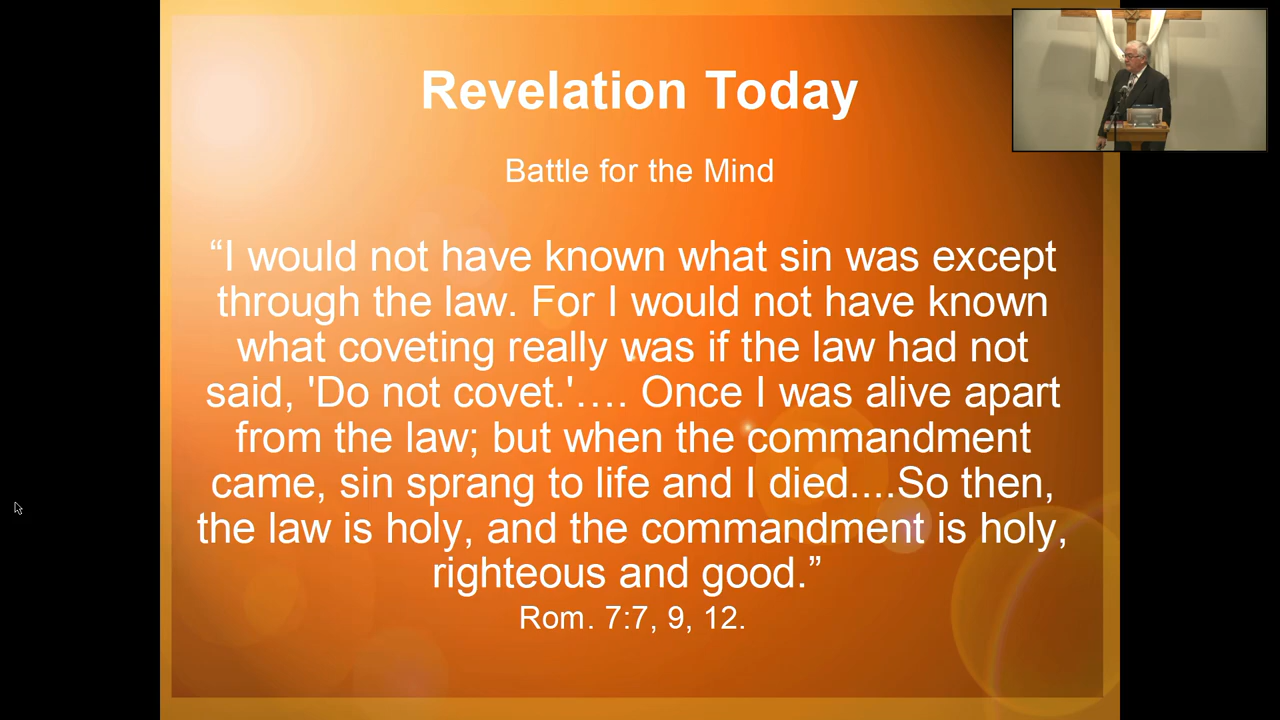 Revelation Today
Battle for the Mind
“I would not have known what sin was except
through the law. For I would not have known
what coveting really was if the law had not
said, 'Do not covet.'…. Once I was alive apart
from the law; but when the commandment
came, sin sprang to life and I died....So then,
the law is holy, and the commandment is holy,
righteous and good.”
Rom. 7:7, 9, 12.